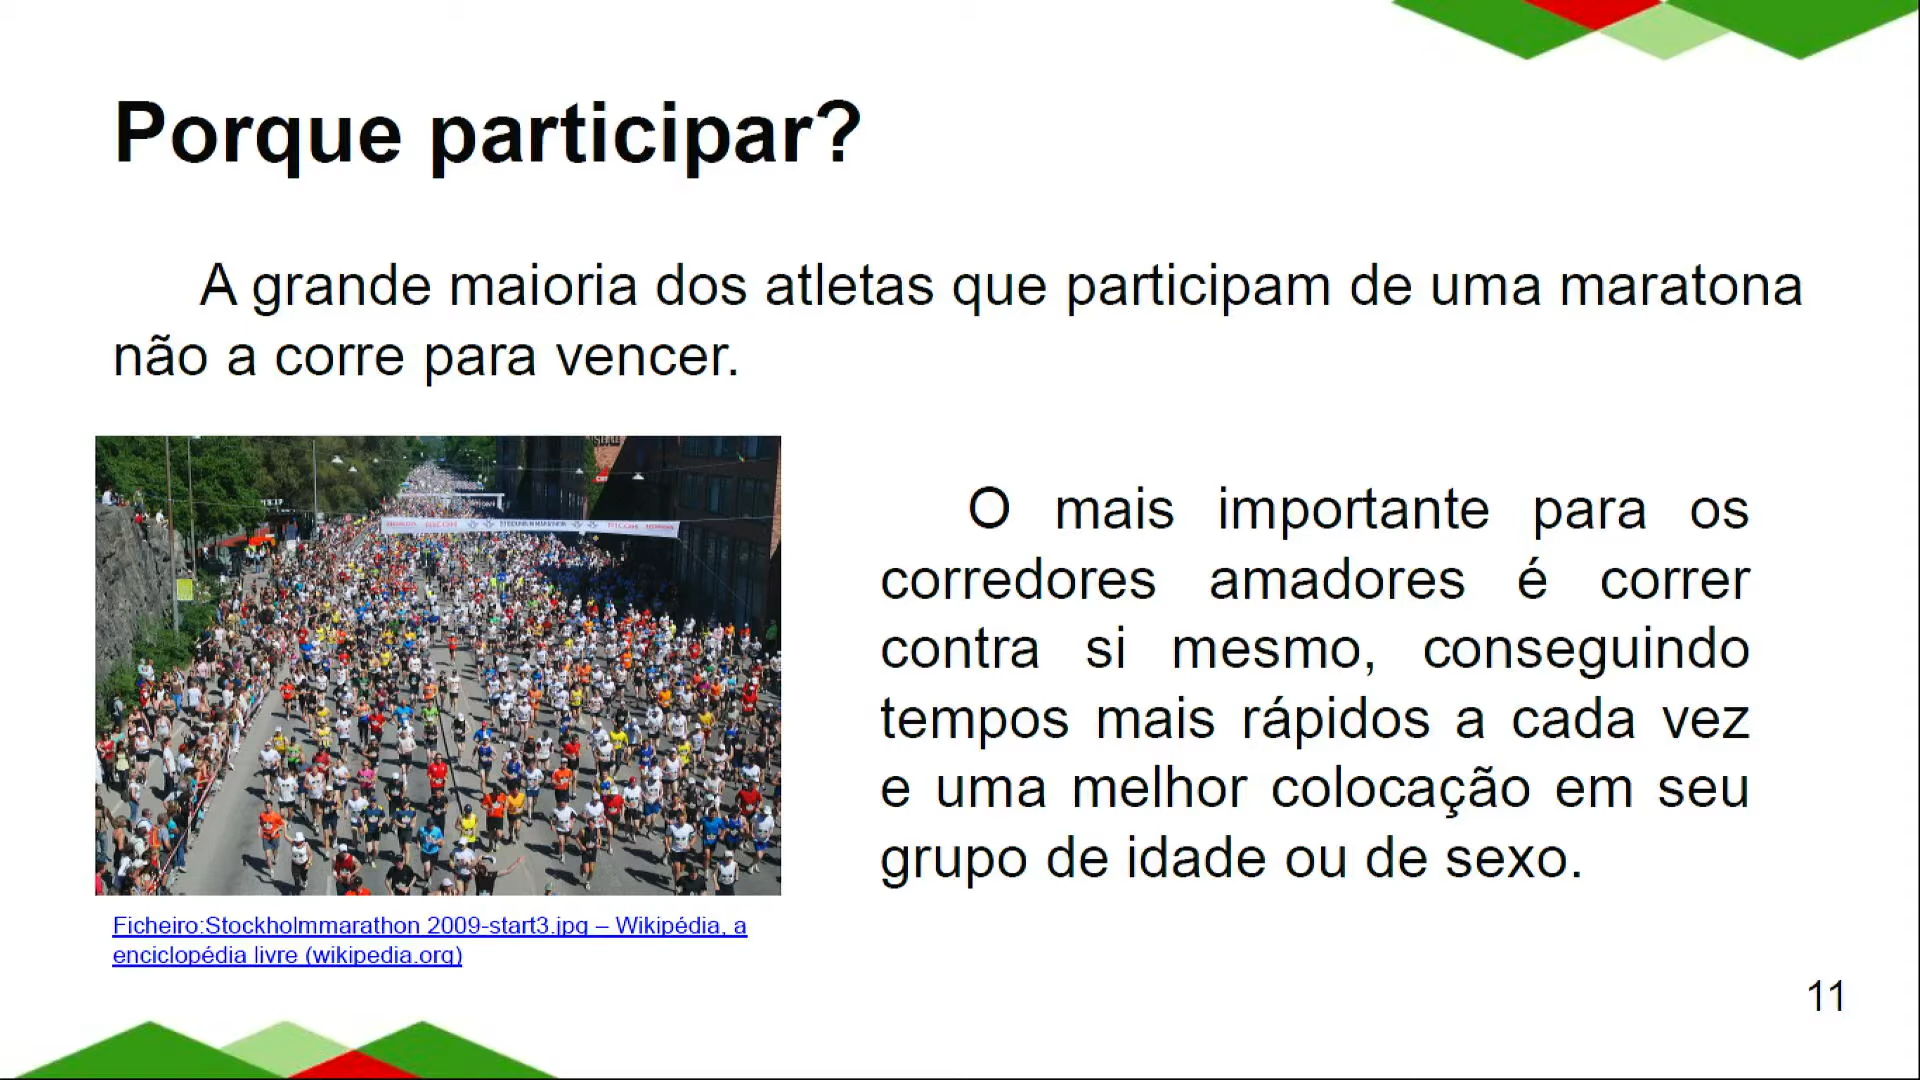 Porque participar?
A grande maioria dos atletas que participam de uma maratona
não a corre para vencer.
O mais importante para os
corredores amadores é correr
contra si mesmo, conseguindo
tempos mais rápidos a cada vez
e uma melhor colocação em seu
grupo de idade ou de sexo.
Ficheiro:Stockholmmarathon 2009-start3.jpg – Wikipédia, a
enciclopédia livre (wikipedia.org)
11